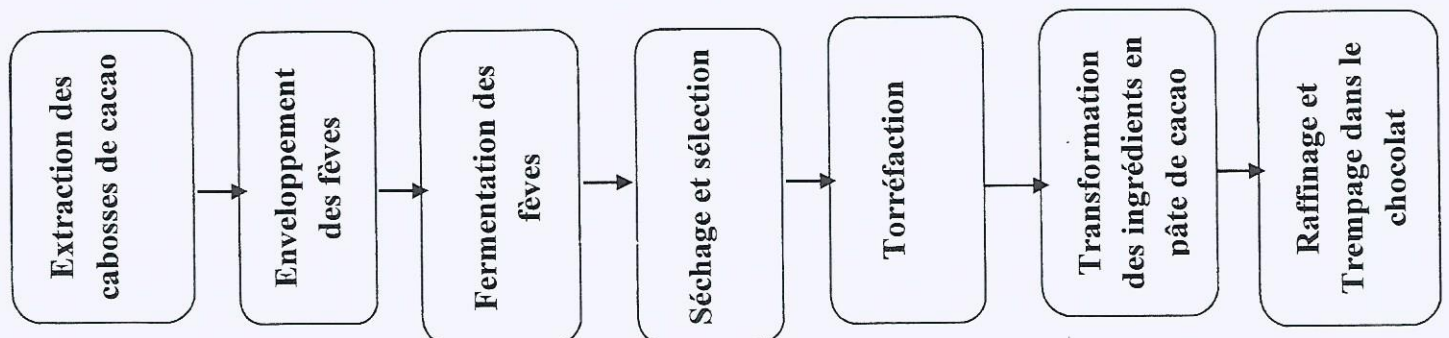 Extraction des
cabosses de cacao
Enveloppement
des fèves
Fermentation des
fèves
Séchage et sélection
Torréfaction
Transformation
des ingrédients en
pâte de cacao
Raffinage et
Trempage dans le
chocolat